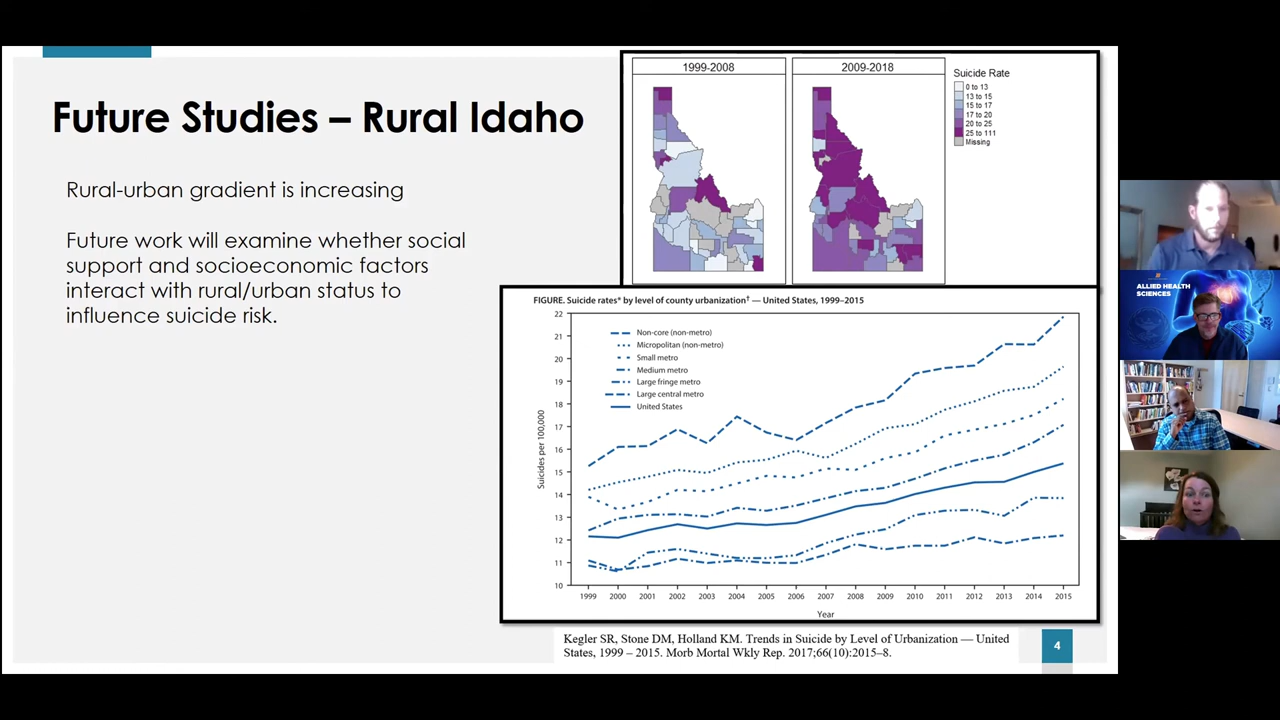 Future Studies – Rural Idaho
Rural-urban gradient is increasing
Future work will examine whether social
support and socioeconomic factors
interact with rural/urban status to
influence suicide risk.
1999-2008
2009-2018
Suicide Rate
0 to 13
13 to 15
15 to 17
17 to 20
20 to 25
25 to 111
Missing
FIGURE. Suicide rates* by level of county urbanization† — United States, 1999–2015
Non-core (non-metro)
Micropolitan (non-metro)
Small metro
Medium metro
Large fringe metro
Large central metro
United States
Suicides per 100,000
22
21
20
19
18
17
16
15
14
13
12
11
10
1999 2000 2001 2002 2003 2004 2005 2006 2007 2008 2009 2010 2011 2012 2013 2014 2015
Year
Kegler SR, Stone DM, Holland KM. Trends in Suicide by Level of Urbanization — United
States, 1999 – 2015. Morb Mortal Wkly Rep. 2017;66(10):2015–8.
4
ALLIED HEALTH
SCIENCES